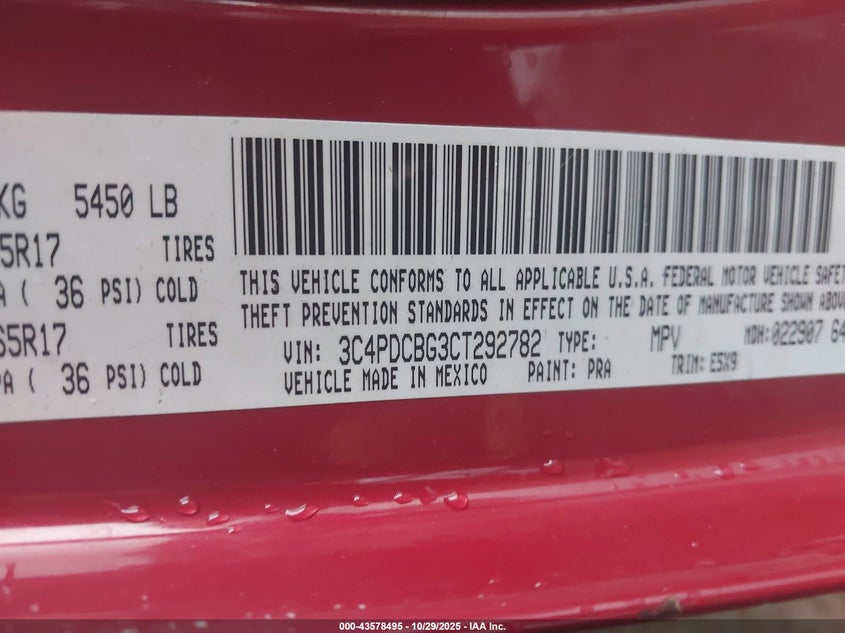 KG 5450 LB
5R17 TIRES
A ( 36 PSI) COLD
65R17 TIRES
PA ( 36 PSI) COLD
THIS VEHICLE CONFORMS TO ALL APPLICABLE U.S.A. FEDERAL MOTOR VEHICLE SAFET
THEFT PREVENTION STANDARDS IN EFFECT ON THE DATE OF MANUFACTURE SHOWN ABOV
VIN: 3C4PDCBG3CT292782 TYPE: MPV MDH:022907 64
VEHICLE MADE IN MEXICO PAINT: PRA TRIM: E5X9
000-43578495 - 10/29/2025 - IAA Inc.